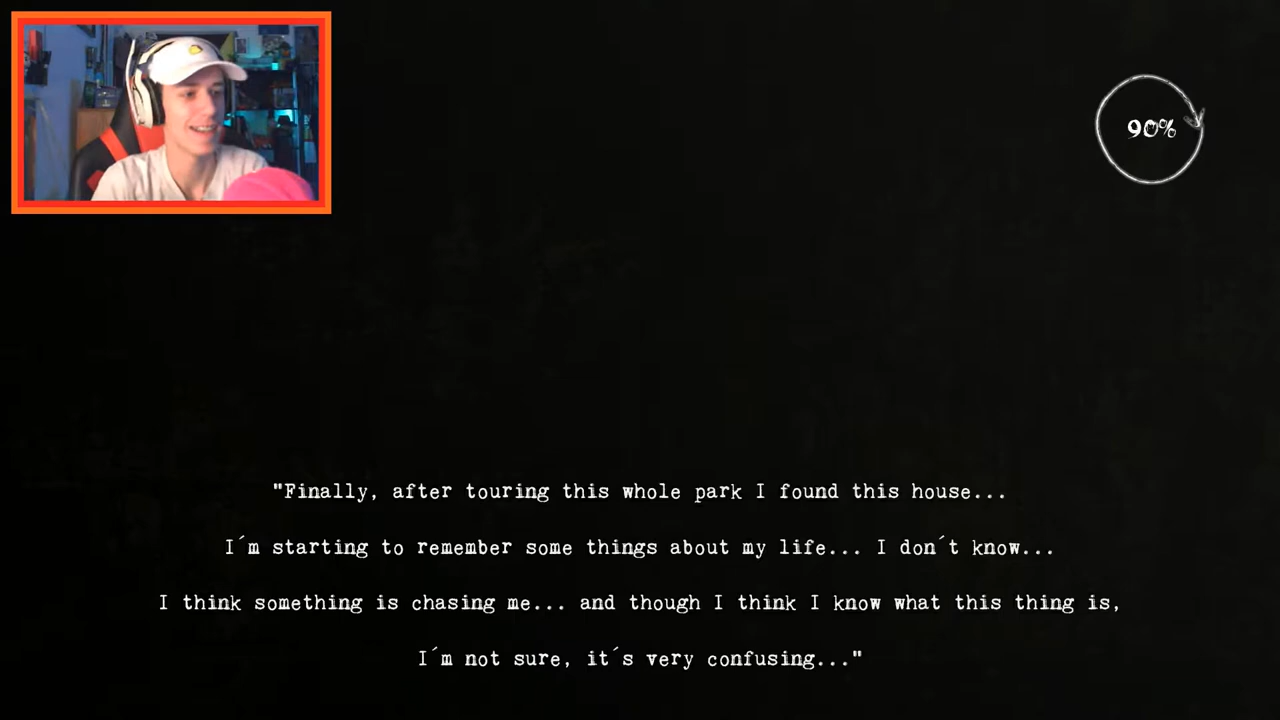 90%
"Finally, after touring this whole park I found this house...
I´m starting to remember some things about my life... I don´t know...
I think something is chasing me... and though I think I know what this thing is,
I´m not sure, it´s very confusing..."